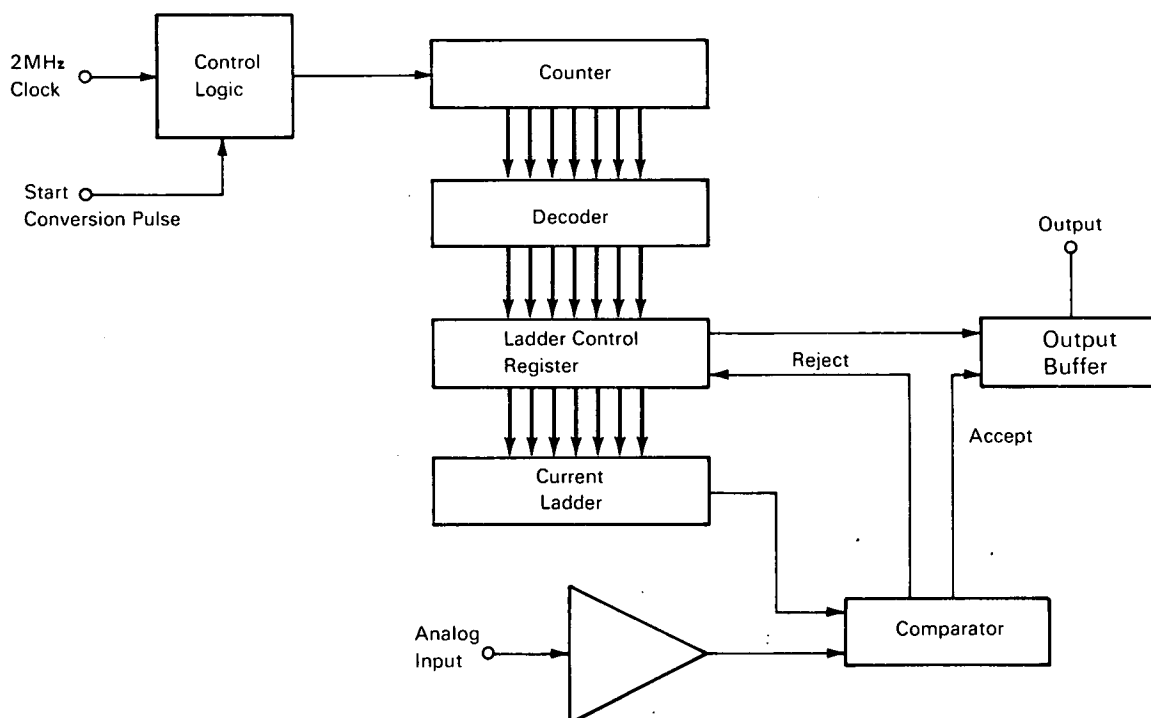 2MHz
Clock
Control
Logic
Counter
Start
Conversion Pulse
Decoder
Output
Ladder Control
Register
Reject
Output
Buffer
Accept
Current
Ladder
Analog
Input
Comparator